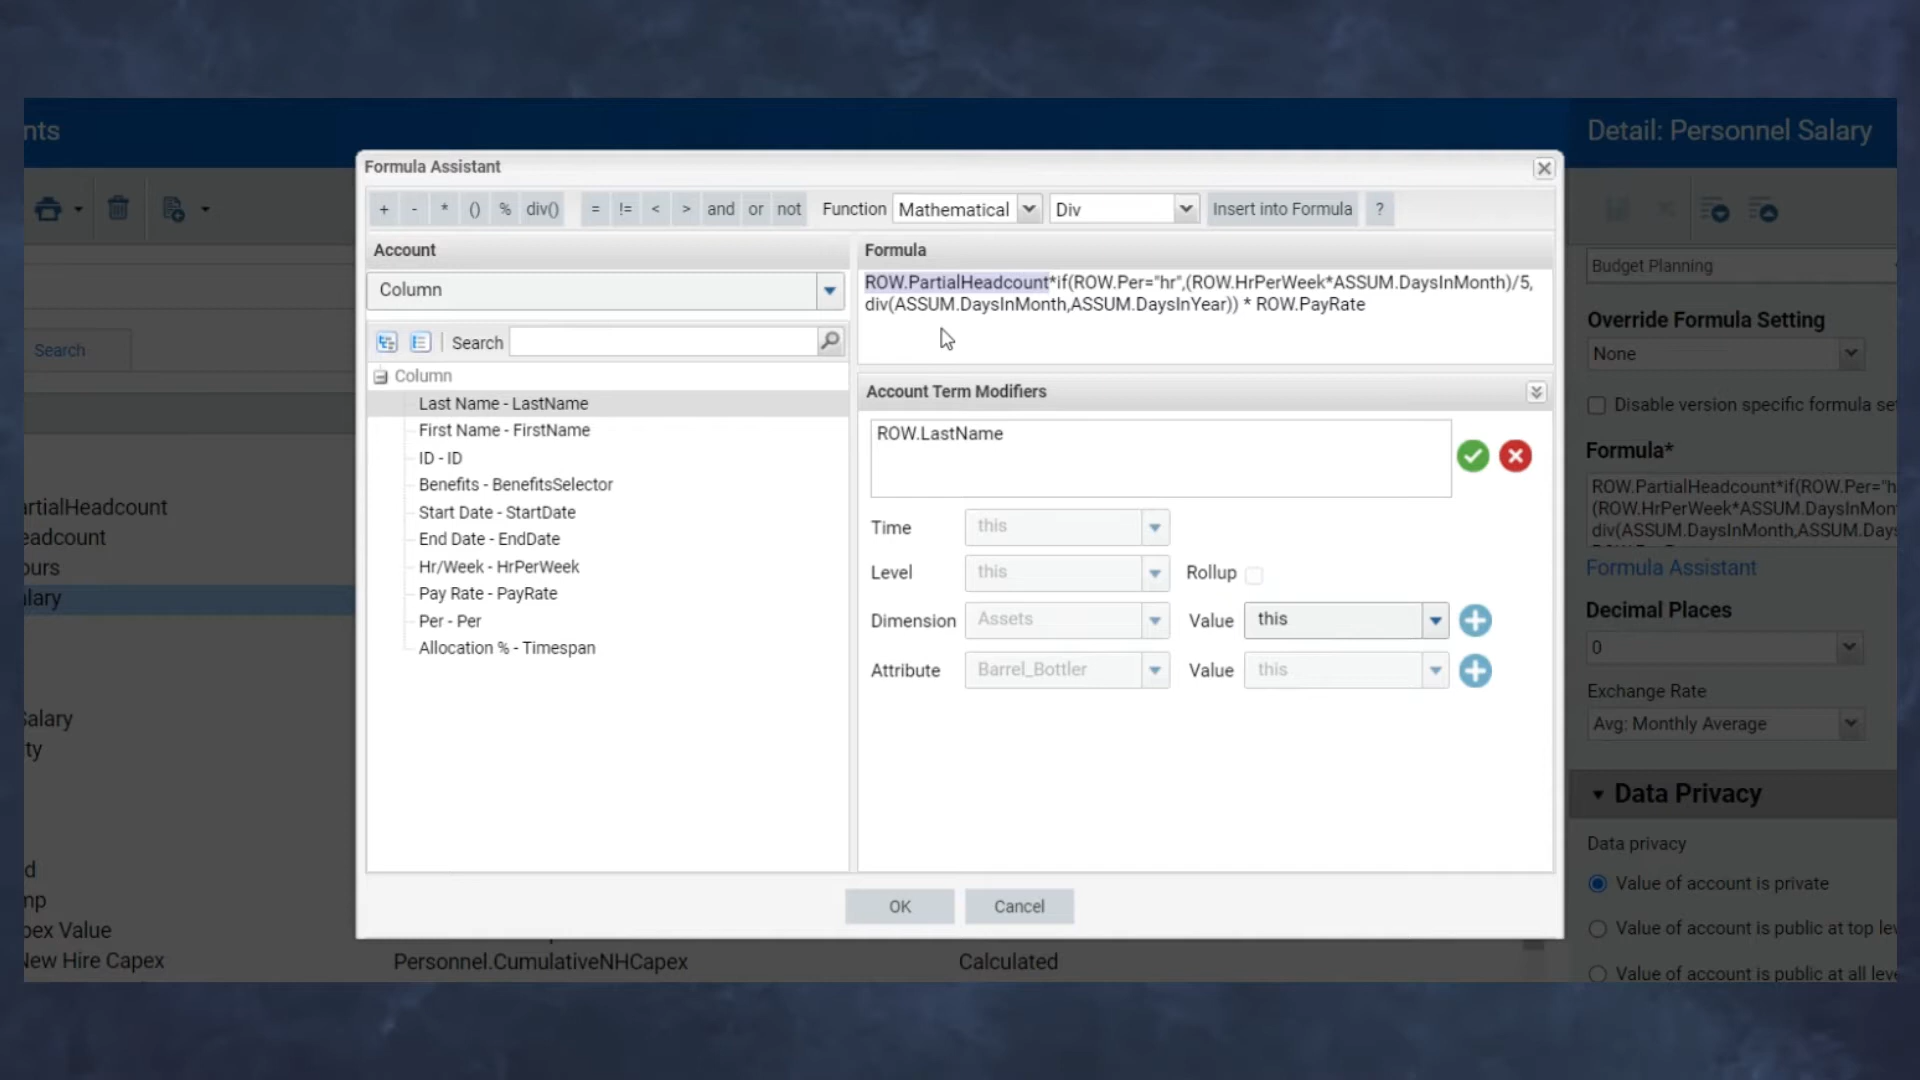 nts
Detail: Personnel Salary
Formula Assistant
+ - * () % div() = != < > and or not Function Mathematical Div Insert into Formula ?
Account
Formula
Column
ROW.PartialHeadcount*if(ROW.Per="hr",(ROW.HrPerWeek*ASSUM.DaysInMonth)/5,
div(ASSUM.DaysInMonth,ASSUM.DaysInYear)) * ROW.PayRate
Search
Search
Column
Last Name - LastName
First Name - FirstName
ID - ID
Benefits - BenefitsSelector
Start Date - StartDate
End Date - EndDate
Hr/Week - HrPerWeek
Pay Rate - PayRate
Per - Per
Allocation % - Timespan
Account Term Modifiers
ROW.LastName
Time this
Level this Rollup
Dimension Assets Value this
Attribute Barrel_Bottler Value this
OK Cancel
rtialHeadcount
eadcount
ours
lary
Salary
ty
d
mp
pex Value
New Hire Capex
Personnel.CumulativeNHCapex
Calculated
Budget Planning
Override Formula Setting
None
Disable version specific formula se
Formula*
ROW.PartialHeadcount*if(ROW.Per="h
(ROW.HrPerWeek*ASSUM.DaysInMon
div(ASSUM.DaysInMonth,ASSUM.Days
Formula Assistant
Decimal Places
0
Exchange Rate
Avg: Monthly Average
Data Privacy
Data privacy
Value of account is private
Value of account is public at top lev
Value of account is public at all leve